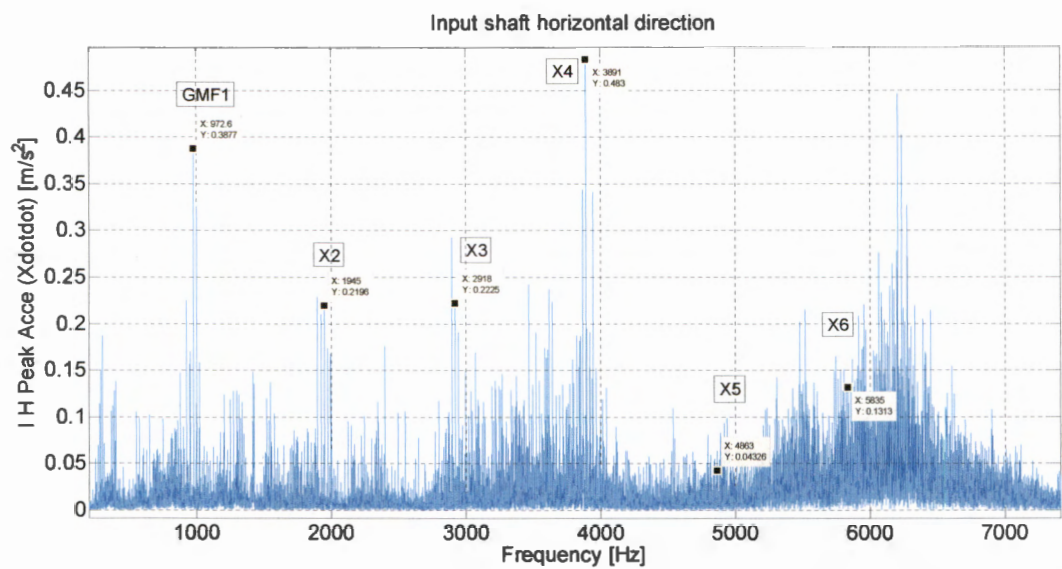 Input shaft horizontal direction
I H Peak Acce (Xdotdot) [m/s²]
0.45
0.4
0.35
0.3
0.25
0.2
0.15
0.1
0.05
0
GMF1
X: 972.6
Y: 0.3877
X2
X: 1945
Y: 0.2196
X3
X: 2918
Y: 0.2225
X4
X: 3891
Y: 0.483
X5
X: 4863
Y: 0.04326
X6
X: 5835
Y: 0.1313
1000 2000 3000 4000 5000 6000 7000
Frequency [Hz]